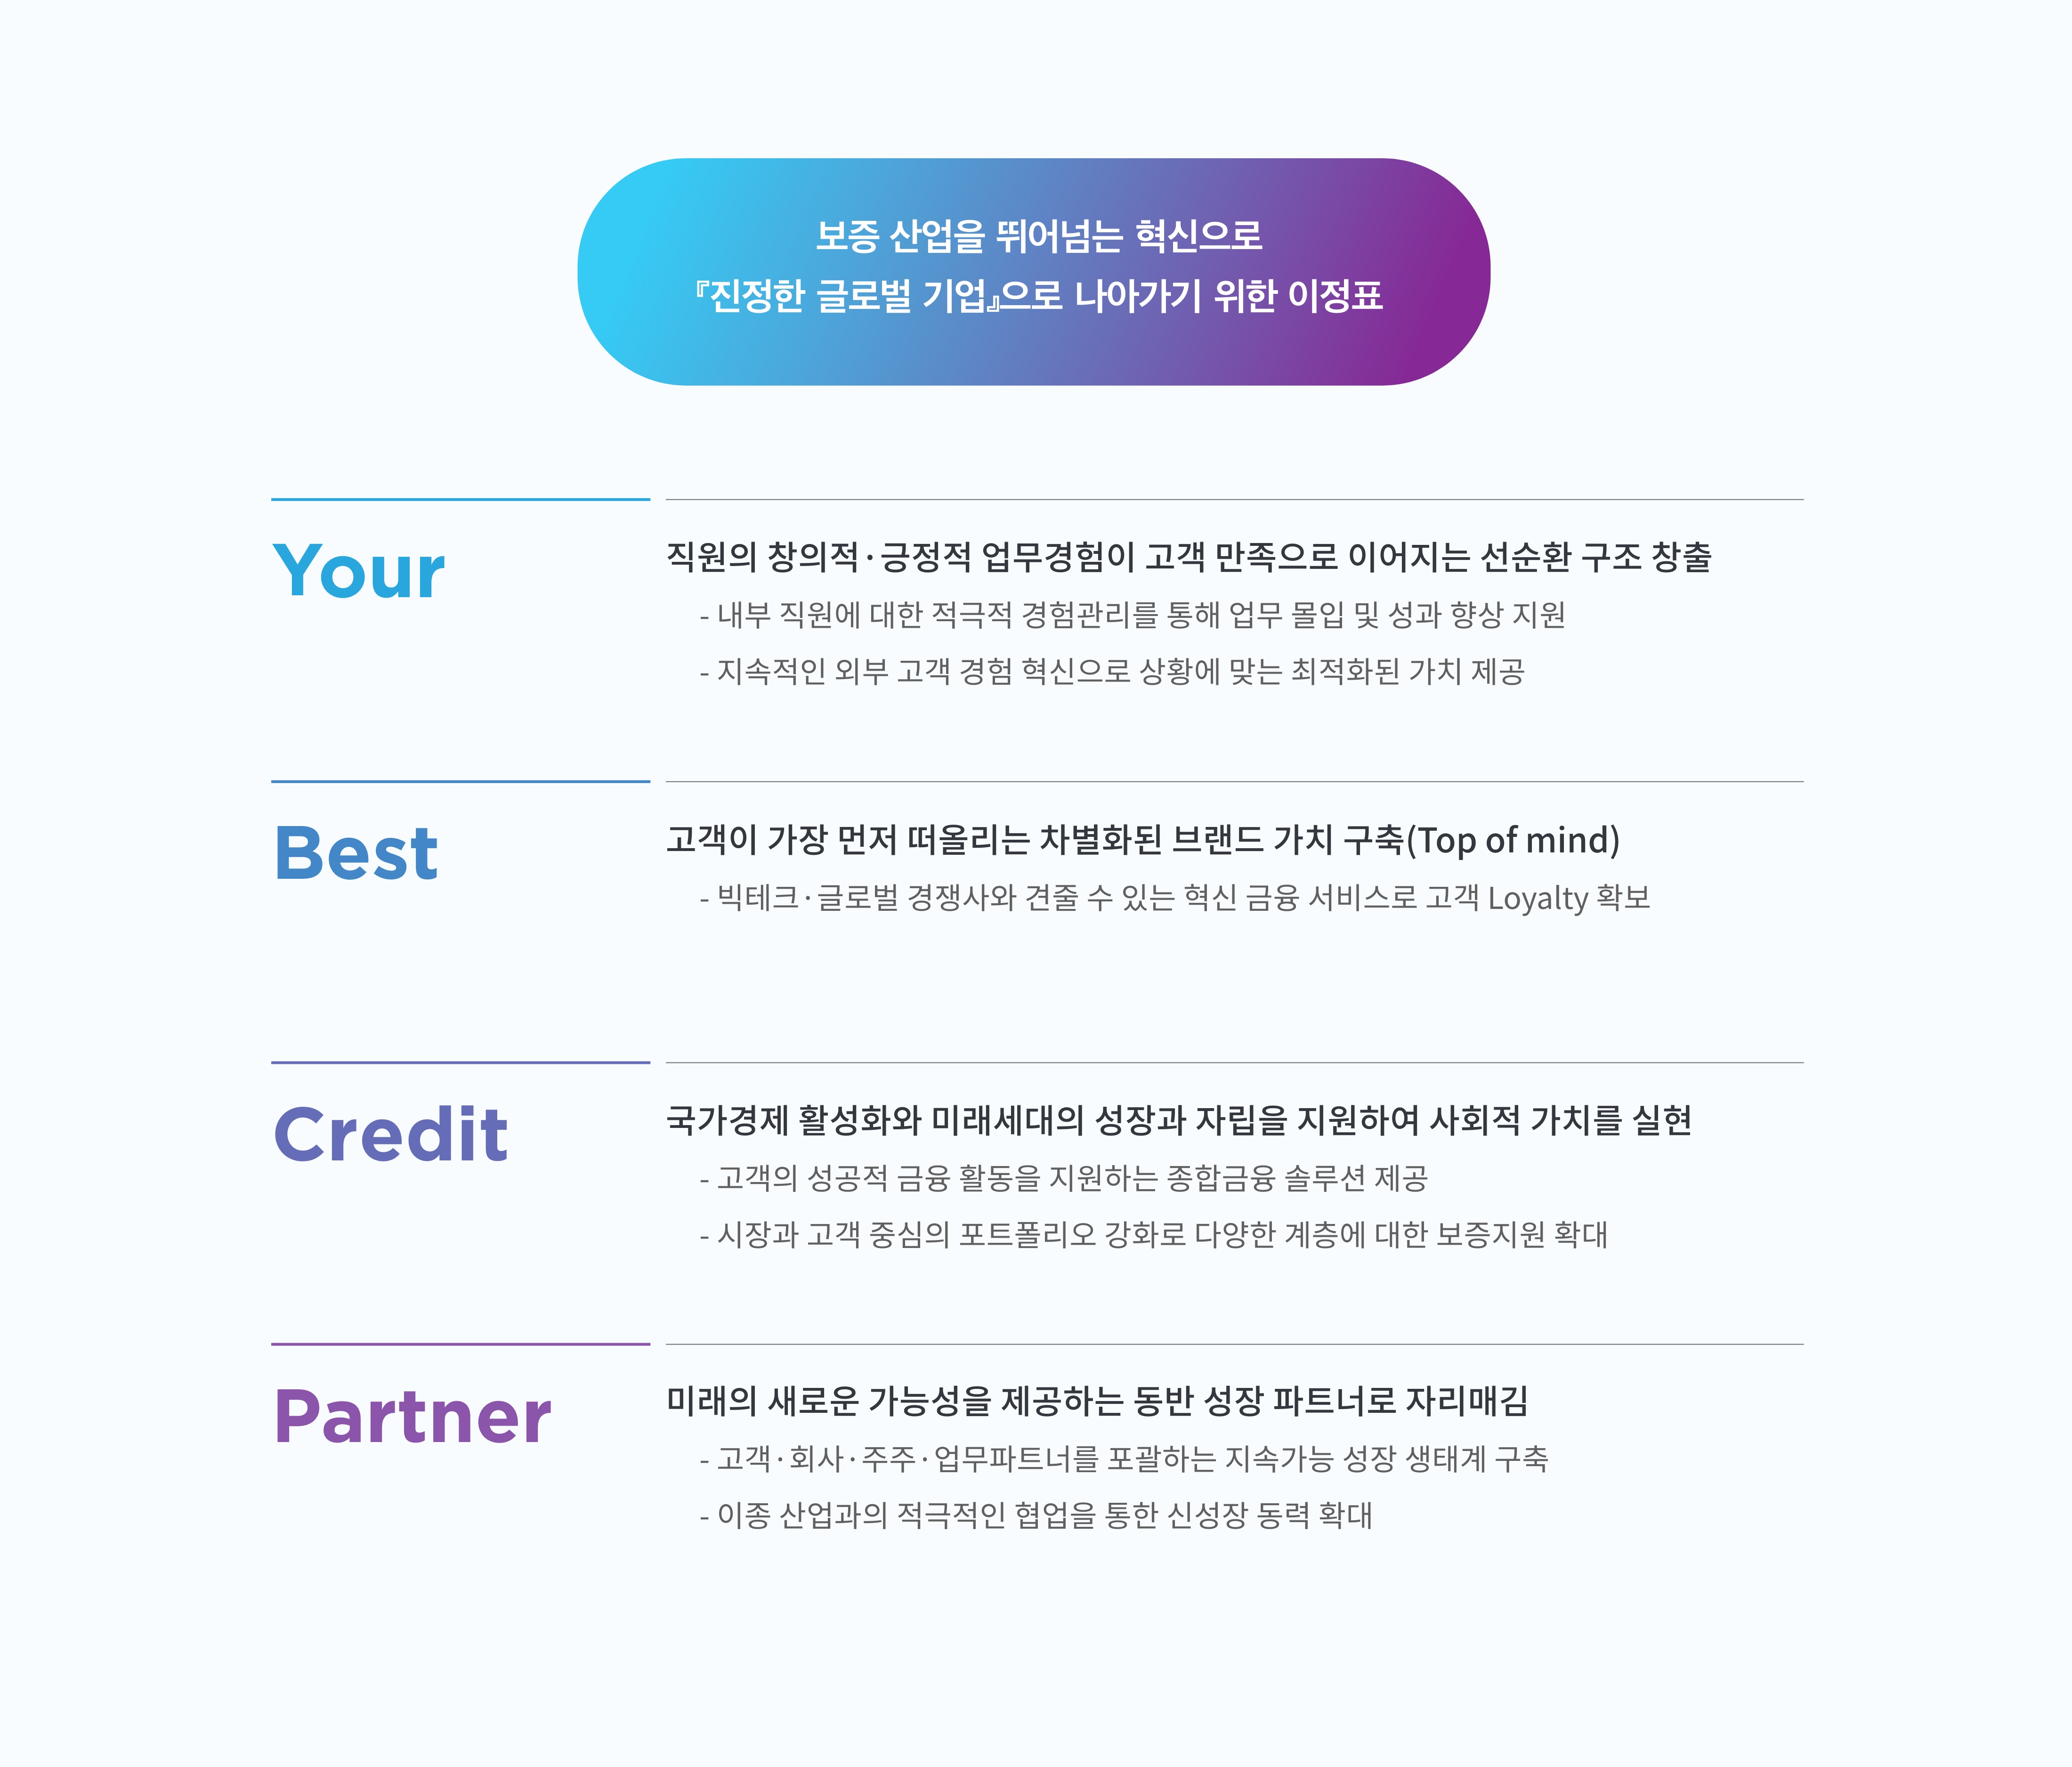 보증 산업을 뛰어넘는 혁신으로
『진정한 글로벌 기업』으로 나아가기 위한 이정표
Your
직원의 창의적·긍정적 업무경험이 고객 만족으로 이어지는 선순환 구조 창출
- 내부 직원에 대한 적극적 경험관리를 통해 업무 몰입 및 성과 향상 지원
- 지속적인 외부 고객 경험 혁신으로 상황에 맞는 최적화된 가치 제공
Best
고객이 가장 먼저 떠올리는 차별화된 브랜드 가치 구축(Top of mind)
- 빅테크·글로벌 경쟁사와 견줄 수 있는 혁신 금융 서비스로 고객 Loyalty 확보
Credit
국가경제 활성화와 미래세대의 성장과 자립을 지원하여 사회적 가치를 실현
- 고객의 성공적 금융 활동을 지원하는 종합금융 솔루션 제공
- 시장과 고객 중심의 포트폴리오 강화로 다양한 계층에 대한 보증지원 확대
Partner
미래의 새로운 가능성을 제공하는 동반 성장 파트너로 자리매김
- 고객·회사·주주·업무파트너를 포괄하는 지속가능 성장 생태계 구축
- 이종 산업과의 적극적인 협업을 통한 신성장 동력 확대